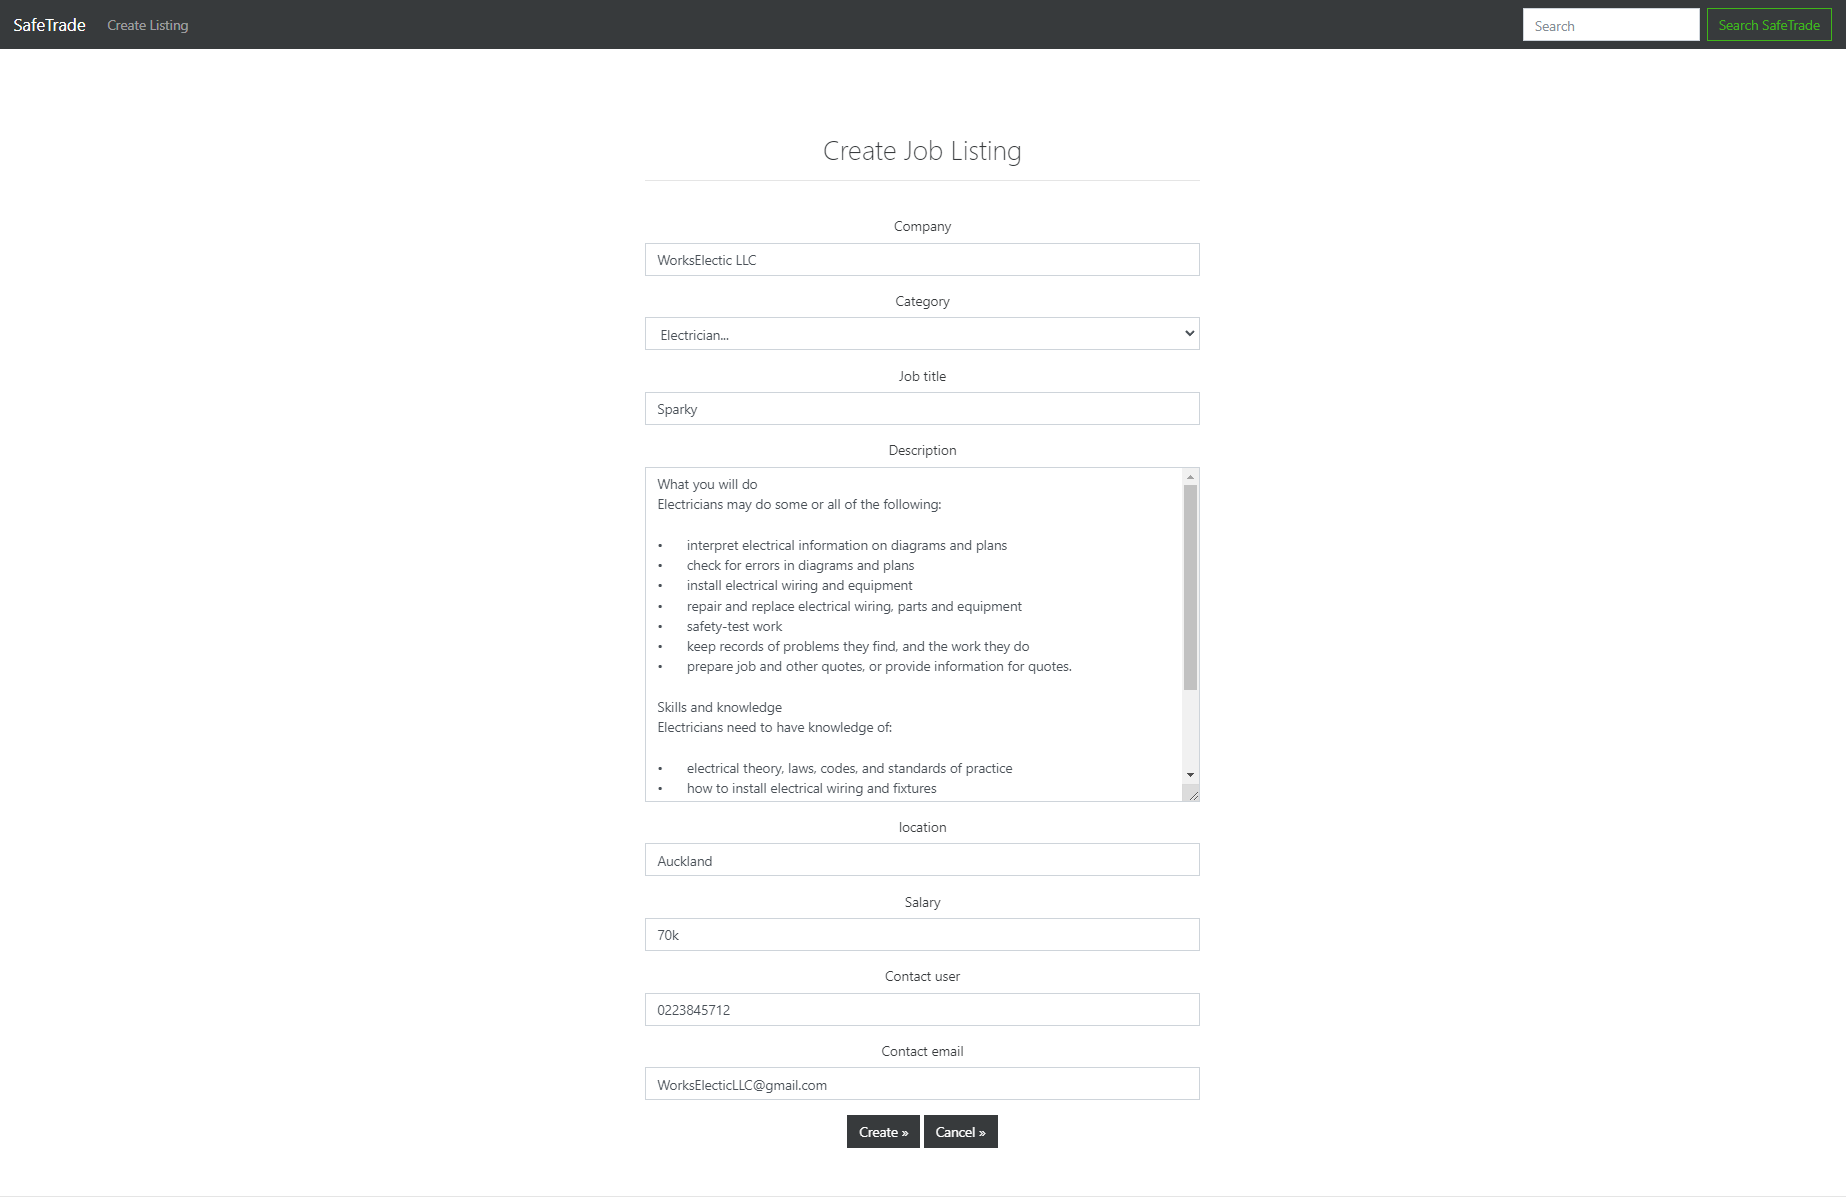 SafeTrade Create Listing Search Search SafeTrade
Create Job Listing
Company
WorksElectic LLC
Category
Electrician...
Job title
Sparky
Description
What you will do
Electricians may do some or all of the following:
• interpret electrical information on diagrams and plans
• check for errors in diagrams and plans
• install electrical wiring and equipment
• repair and replace electrical wiring, parts and equipment
• safety-test work
• keep records of problems they find, and the work they do
• prepare job and other quotes, or provide information for quotes.
Skills and knowledge
Electricians need to have knowledge of:
• electrical theory, laws, codes, and standards of practice
• how to install electrical wiring and fixtures
location
Auckland
Salary
70k
Contact user
0223845712
Contact email
WorksElecticLLC@gmail.com
Create » Cancel »